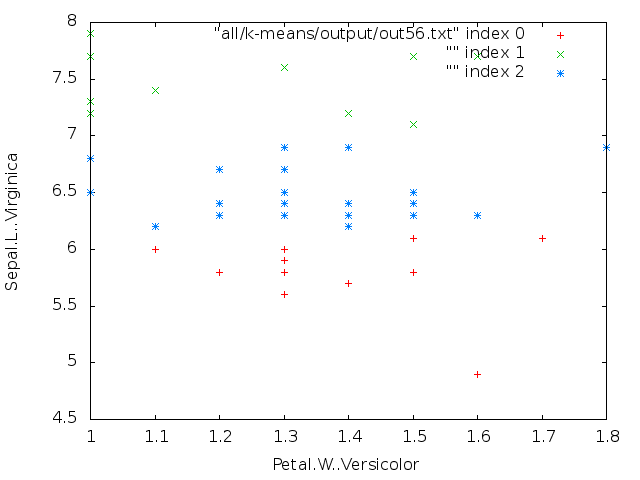 "all/k-means/output/out56.txt" index 0
"" index 1
"" index 2
8
7.5
7
6.5
6
5.5
5
4.5
Sepal.L.. Virginica
1 1.1 1.2 1.3 1.4 1.5 1.6 1.7 1.8
Petal.W..Versicolor